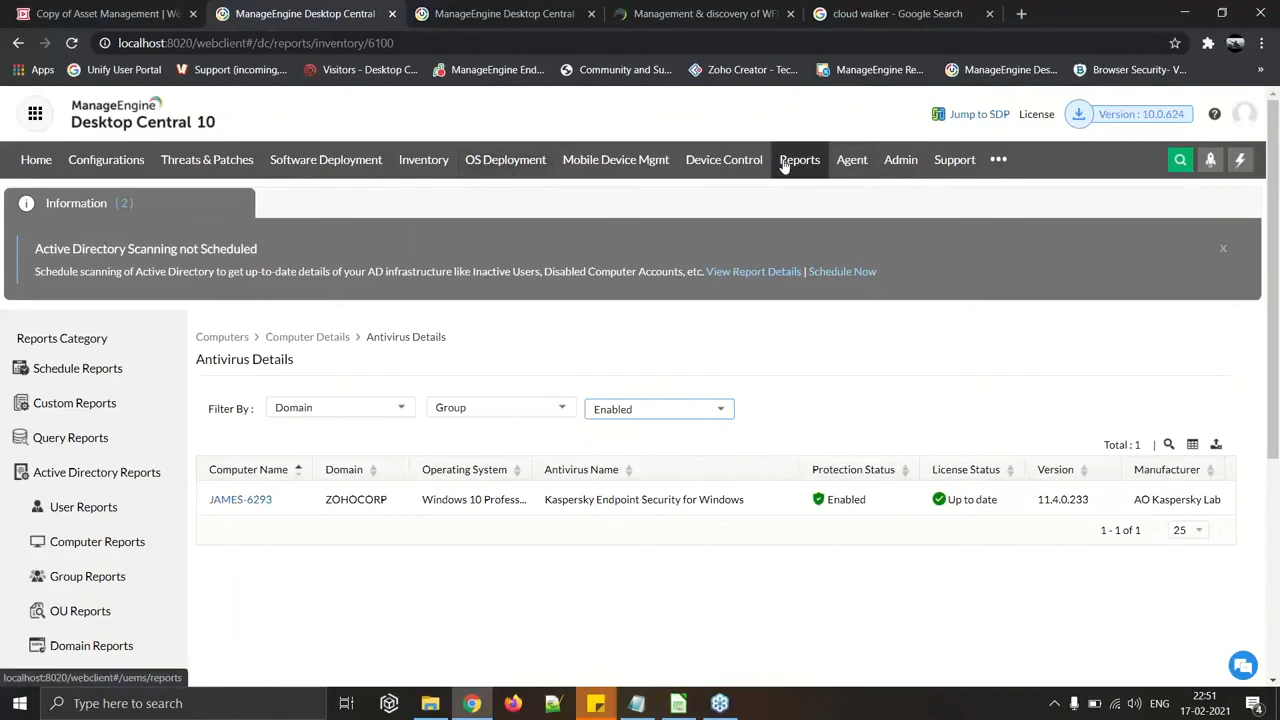 Copy of Asset Management | We
ManageEngine Desktop Central
ManageEngine Desktop Central
Management & discovery of WF
cloud walker - Google Search
localhost:8020/webclient#/dc/reports/inventory/6100
Apps
Unify User Portal
Support (incoming,...
Visitors - Desktop C...
ManageEngine End...
Community and Su...
Zoho Creator - Tec...
ManageEngine Re...
ManageEngine Des...
Browser Security- V...
»
ManageEngine
Desktop Central 10
Jump to SDP
License
Version : 10.0.624
Home
Configurations
Threats & Patches
Software Deployment
Inventory
OS Deployment
Mobile Device Mgmt
Device Control
Reports
Agent
Admin
Support
Information (2)
Active Directory Scanning not Scheduled
X
Schedule scanning of Active Directory to get up-to-date details of your AD infrastructure like Inactive Users, Disabled Computer Accounts, etc. View Report Details | Schedule Now
Reports Category
Schedule Reports
Custom Reports
Query Reports
Active Directory Reports
User Reports
Computer Reports
Group Reports
OU Reports
Domain Reports
Computers > Computer Details > Antivirus Details
Antivirus Details
Filter By :
Domain
Group
Enabled
Total : 1 |
Computer Name
Domain
Operating System
Antivirus Name
Protection Status
License Status
Version
Manufacturer
JAMES-6293
ZOHOCORP
Windows 10 Profess...
Kaspersky Endpoint Security for Windows
Enabled
Up to date
11.4.0.233
AO Kaspersky Lab
1 - 1 of 1
25
localhost:8020/webclient#/uems/reports
Type here to search
ENG
22:51
17-02-2021
4